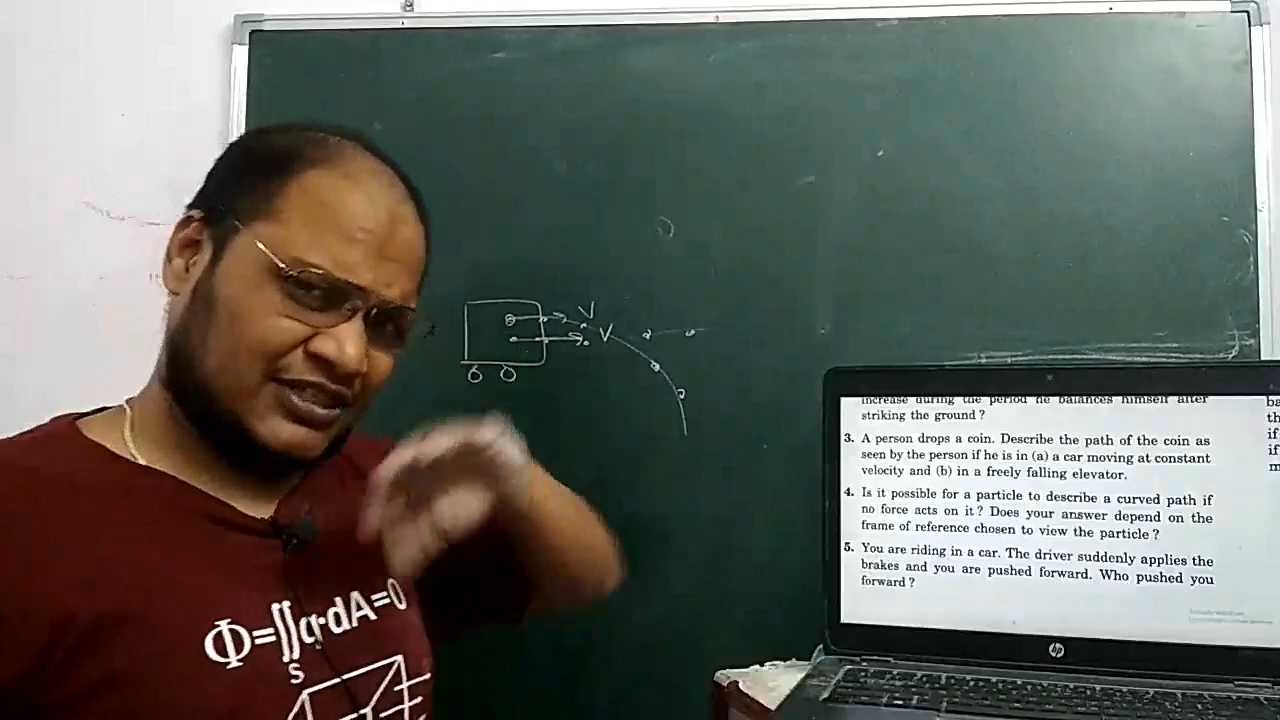 V
V
increase during the period he balances himself after
striking the ground ?
3. A person drops a coin. Describe the path of the coin as
seen by the person if he is in (a) a car moving at constant
velocity and (b) in a freely falling elevator.
4. Is it possible for a particle to describe a curved path if
no force acts on it ? Does your answer depend on the
frame of reference chosen to view the particle ?
5. You are riding in a car. The driver suddenly applies the
brakes and you are pushed forward. Who pushed you
forward ?
ba
th
if
if
m
hp
Φ=∬q·dA=0
S